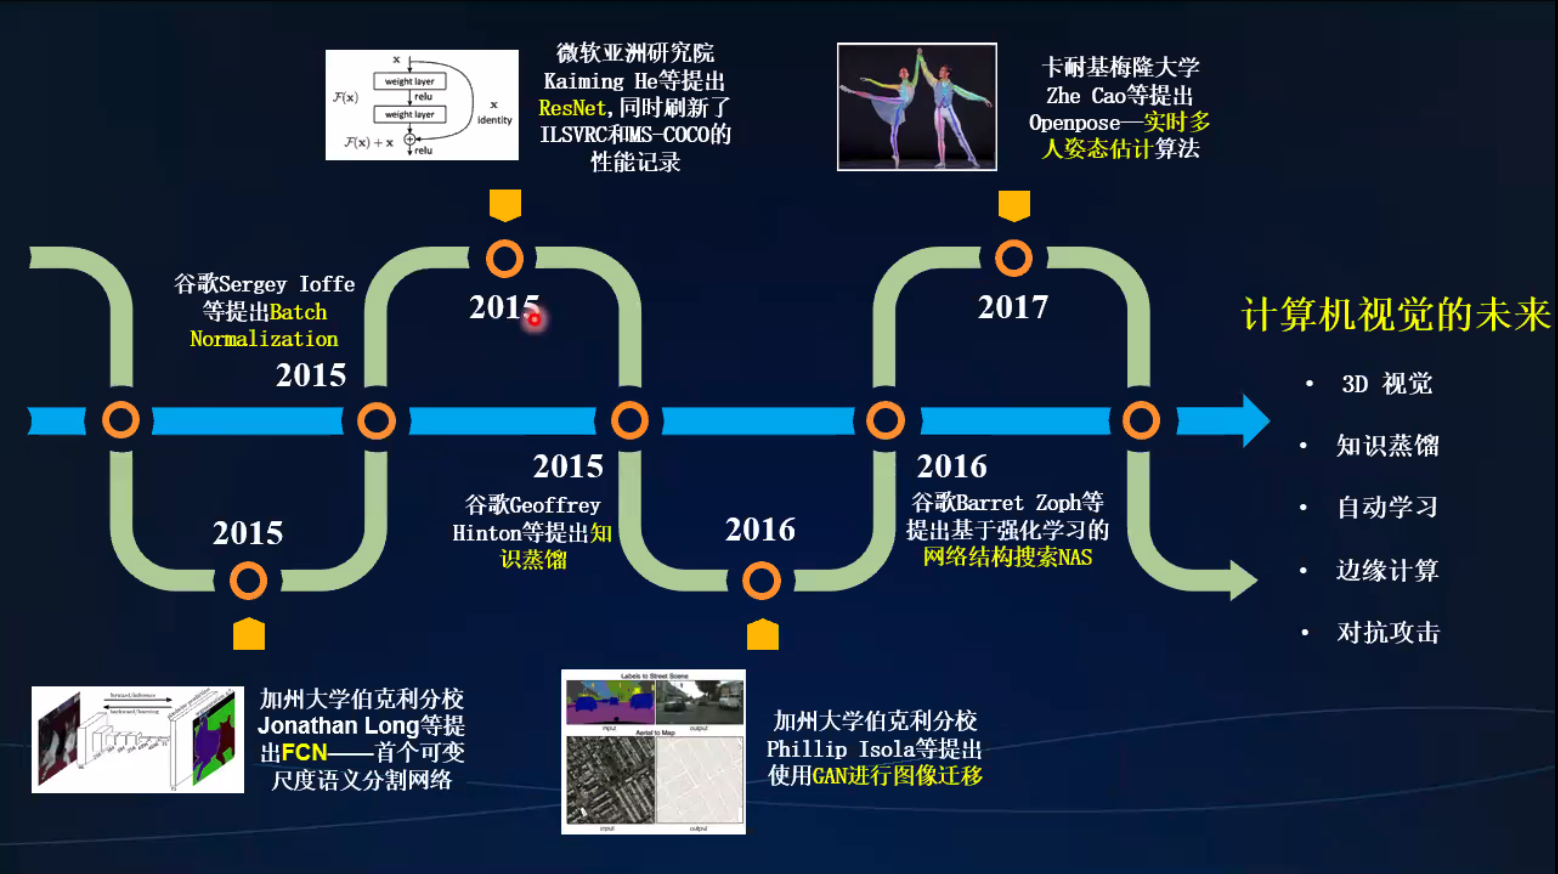 x
weight layer
F(x)
relu
weight layer
x
identity
F(x) + x
relu
微软亚洲研究院
Kaiming He等提出
ResNet,同时刷新了
ILSVRC和MS-COCO的
性能记录
卡耐基梅隆大学
Zhe Cao等提出
Openpose—实时多
人姿态估计算法
谷歌Sergey Ioffe
等提出Batch
Normalization
2015
2015
2017
计算机视觉的未来
• 3D 视觉
• 知识蒸馏
• 自动学习
• 边缘计算
• 对抗攻击
2015
谷歌Geoffrey
Hinton等提出知
识蒸馏
2016
谷歌Barret Zoph等
提出基于强化学习的
网络结构搜索NAS
2015
2016
forward/inference
backward/learning
加州大学伯克利分校
Jonathan Long等提
出FCN——首个可变
尺度语义分割网络
Labels to Street Scene
input
output
Aerial to Map
input
output
加州大学伯克利分校
Phillip Isola等提出
使用GAN进行图像迁移